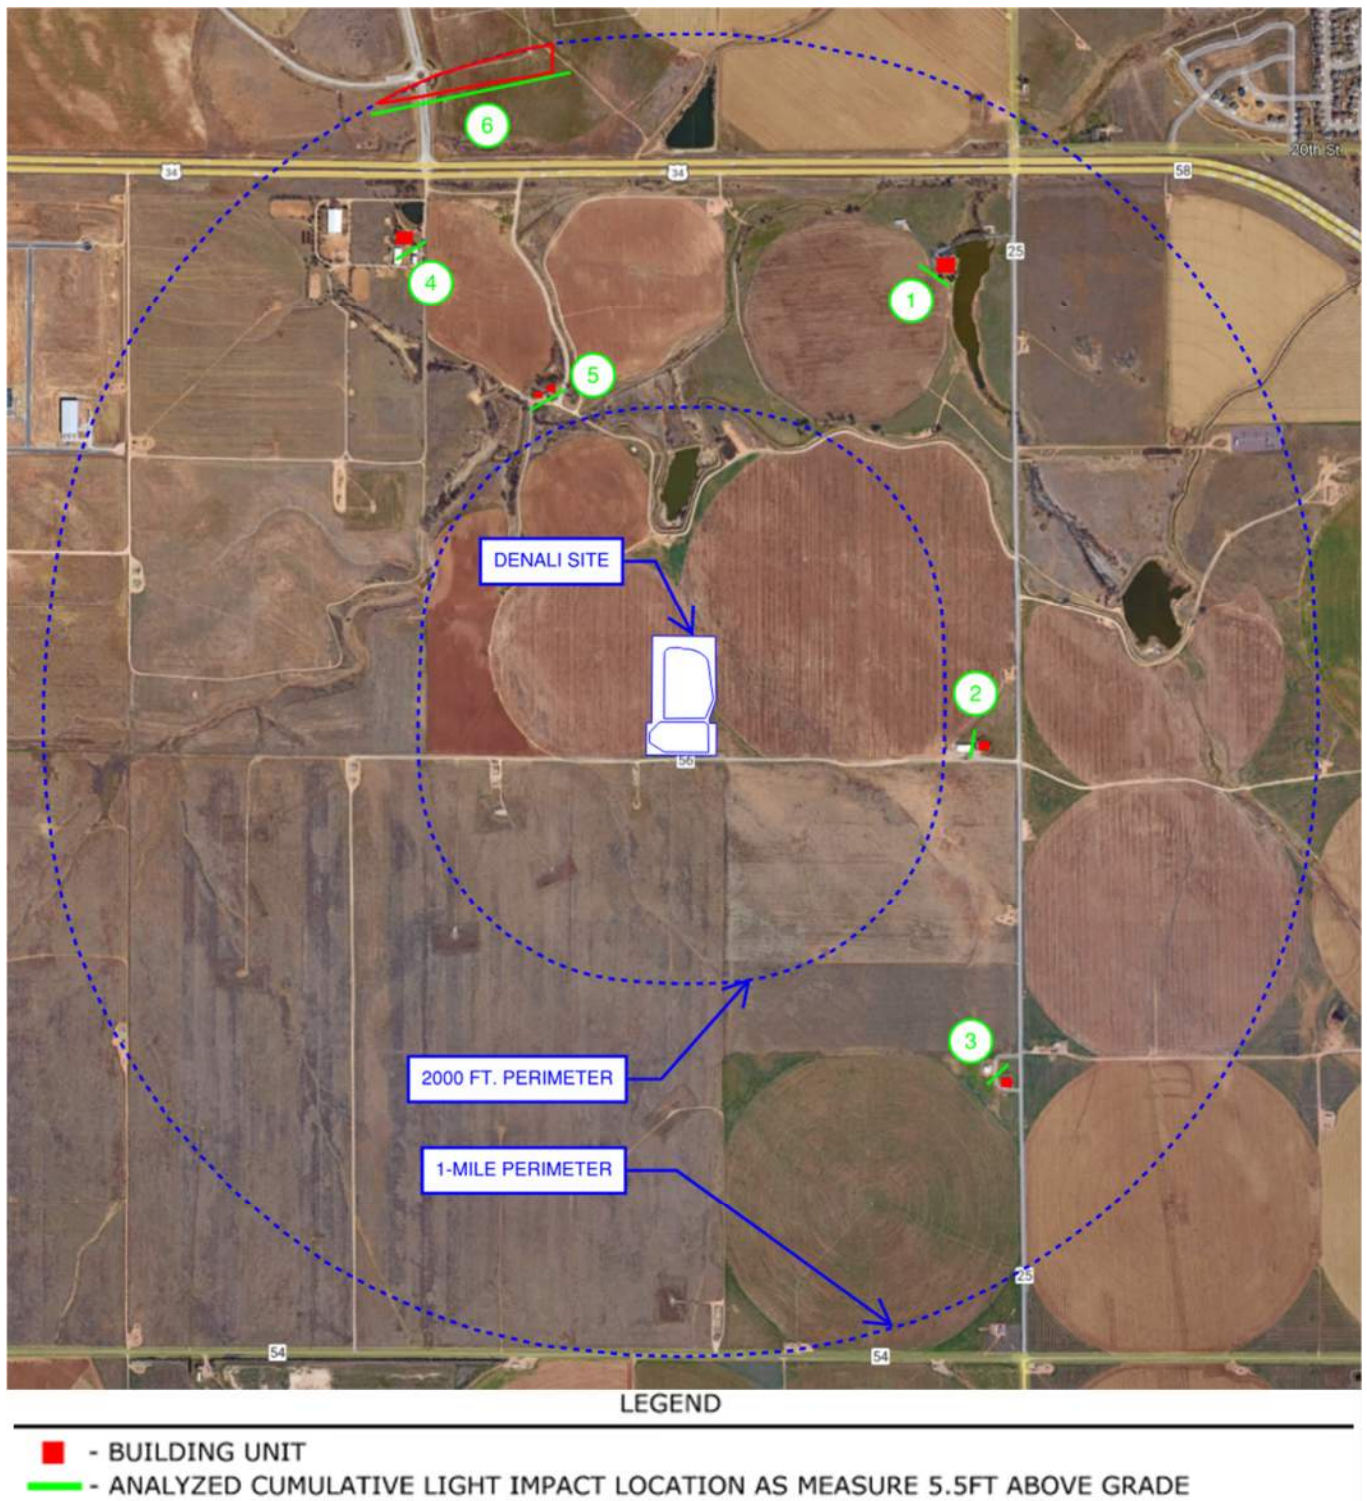 6
20th St.
34
34
58
25
4
1
5
DENALI SITE
2
56
3
2000 FT. PERIMETER
1-MILE PERIMETER
25
54
54
LEGEND
- BUILDING UNIT
- ANALYZED CUMULATIVE LIGHT IMPACT LOCATION AS MEASURE 5.5FT ABOVE GRADE